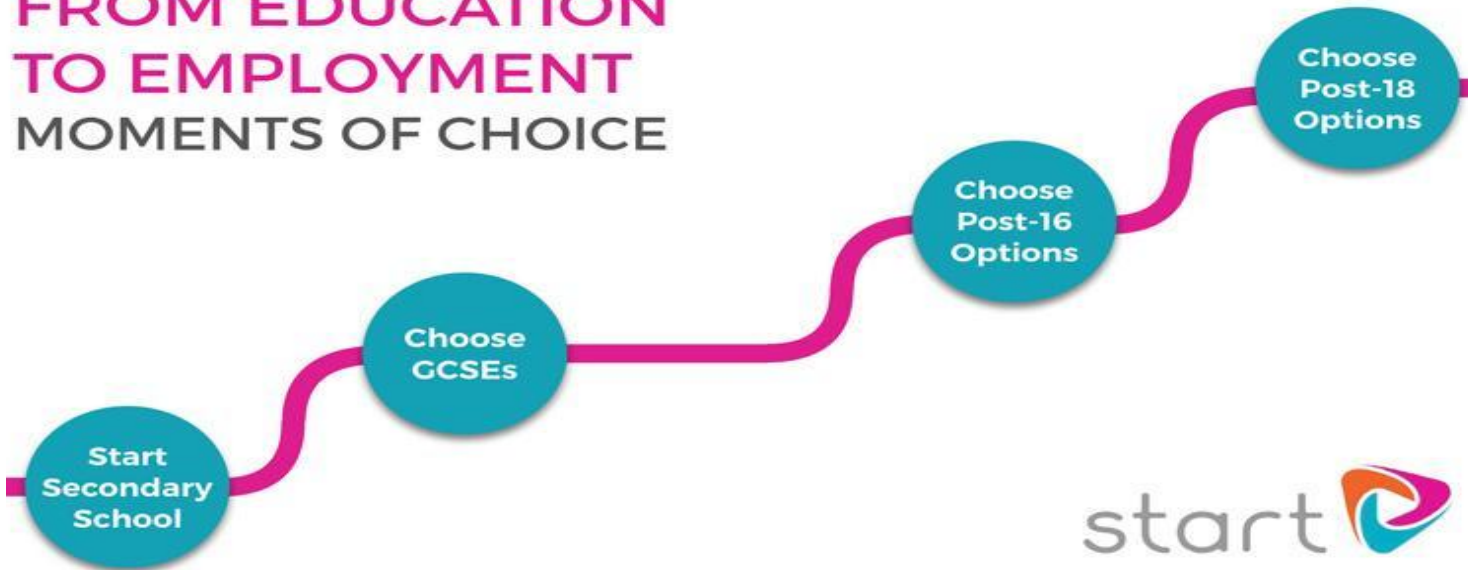 FROM EDUCATION
TO EMPLOYMENT
MOMENTS OF CHOICE
Choose
Post-18
Options
Choose
Post-16
Options
Choose
GCSEs
Start
Secondary
School
start